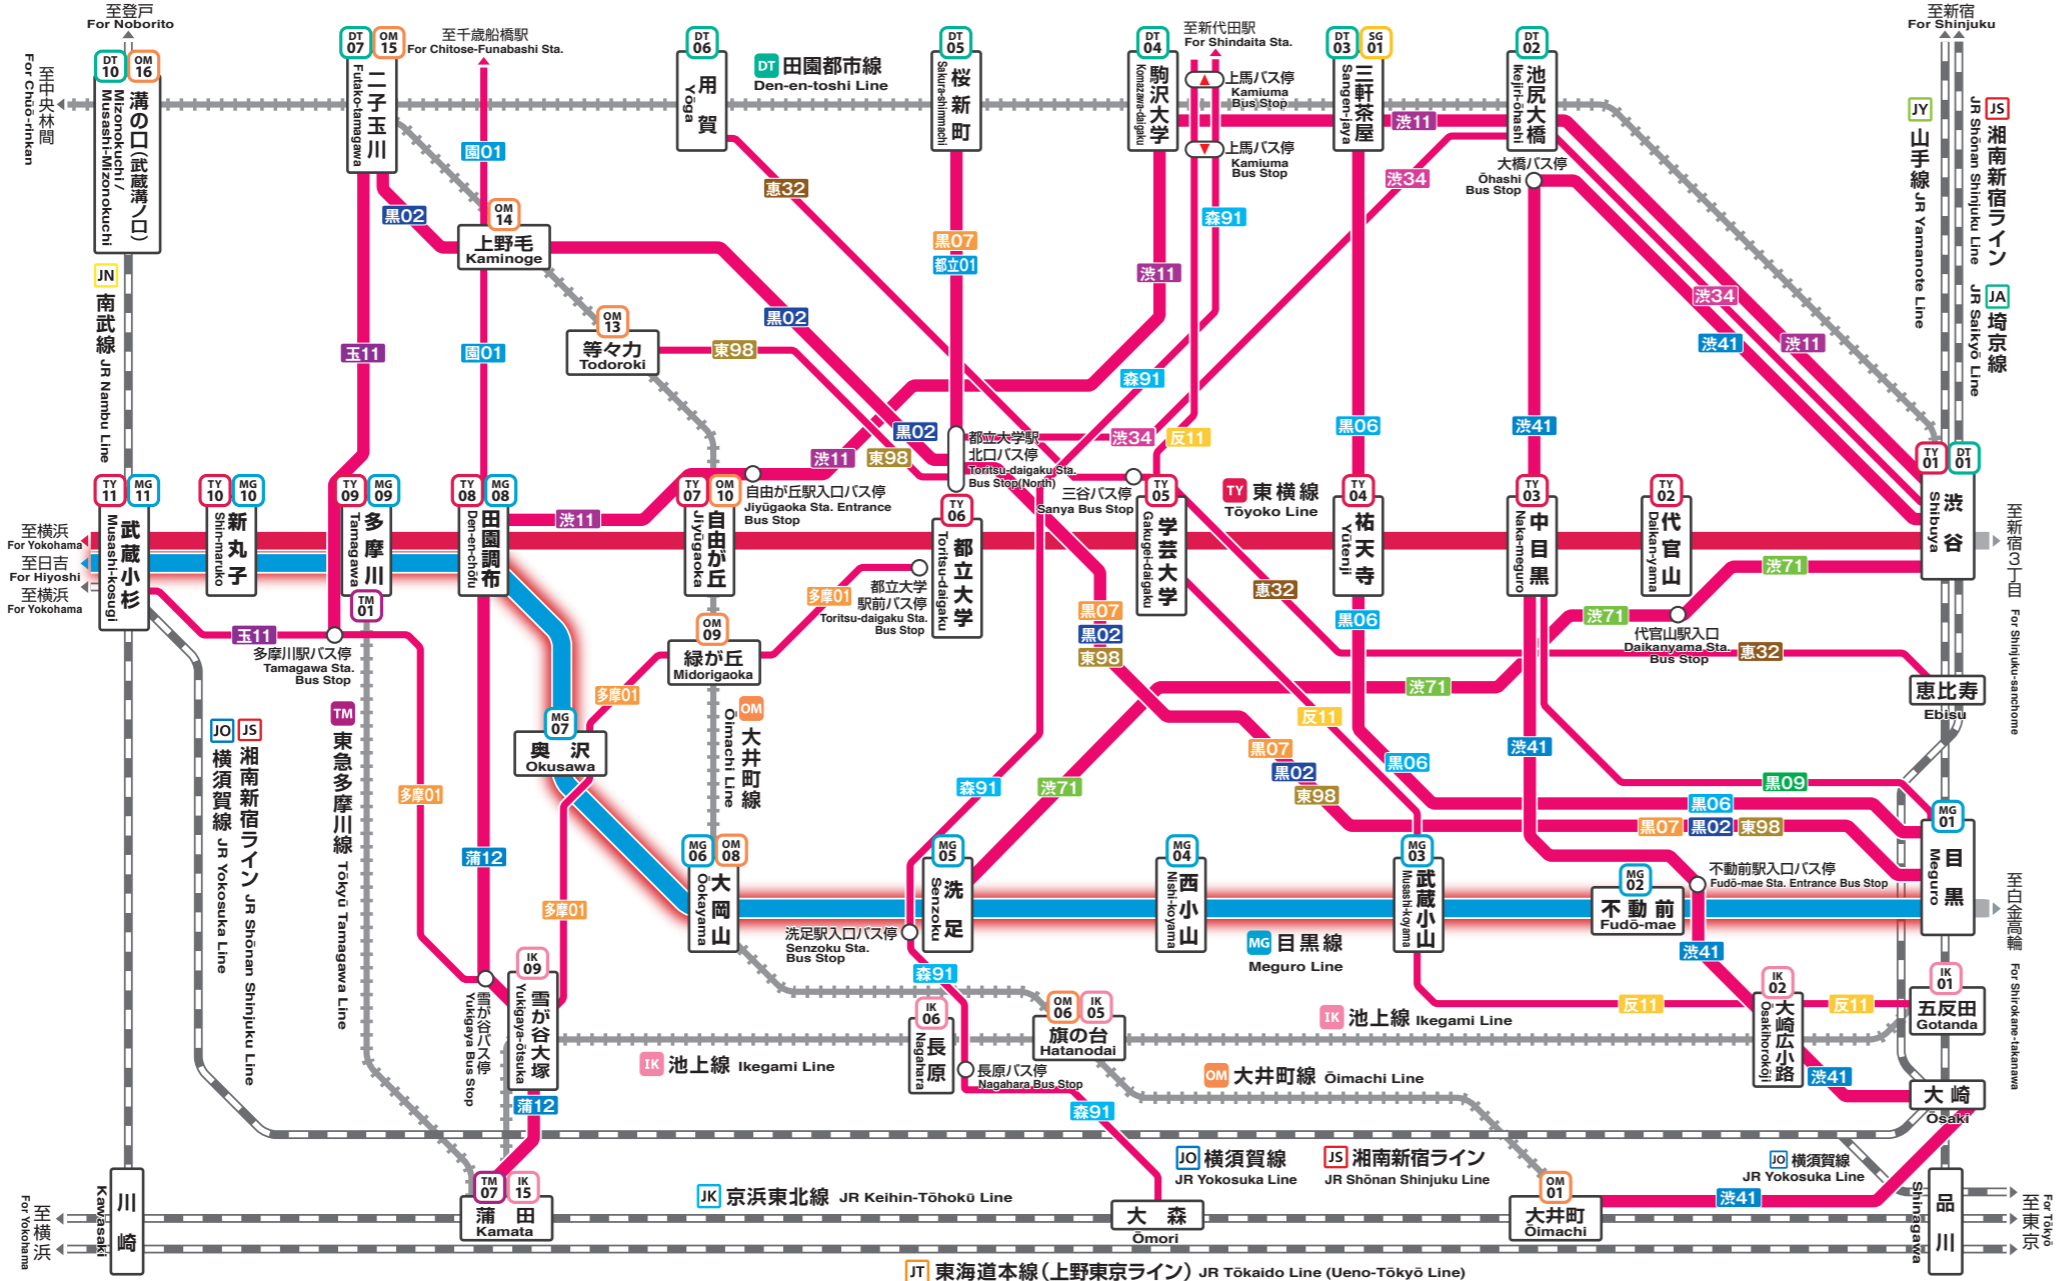 至登戸
For Noborito
至千歳船橋駅
For Chitose-Funabashi Sta.
至新代田駅
For Shindaita Sta.
至新宿
For Shinjuku
至中央林間
For Chūō-rinkan
DT 10
OM 16
溝の口(武蔵溝ノ口)
Mizonokuchi/
Musashi-Mizonokuchi
DT 07
OM 15
二子玉川
Futako-tamagawa
DT 06
用賀
Yōga
DT 田園都市線
Den-en-toshi Line
DT 05
桜新町
Sakura-shinmachi
DT 04
駒沢大学
Komazawa-daigaku
上馬バス停
Kamiuma
Bus Stop
上馬バス停
Kamiuma
Bus Stop
DT 03
SG 01
三軒茶屋
Sangen-jaya
渋11
DT 02
池尻大橋
Ikejiri-ōhashi
大橋バス停
Ōhashi
Bus Stop
JY 山手線 JR Yamanote Line
JS 湘南新宿ライン
JR Shōnan Shinjuku Line
JA 埼京線
JR Saikyō Line
園01
黒02
OM 14
上野毛
Kaminoge
恵32
黒07
都立01
渋11
森91
渋34
JN 南武線 JR Nambu Line
玉11
園01
黒02
OM 13
等々力
Todoroki
東98
森91
渋34
渋41
渋11
黒02
渋11
東98
都立大学駅
北口バス停
Toritsu-daigaku Sta.
Bus Stop(North)
渋34
反11
黒06
渋41
三谷バス停
Sanya Bus Stop
自由が丘駅入口バス停
Jiyūgaoka Sta. Entrance
Bus Stop
TY 東横線
Tōyoko Line
至横浜
For Yokohama
至日吉
For Hiyoshi
至横浜
For Yokohama
TY 11
MG 11
武蔵小杉
Musashi-kosugi
TY 10
MG 10
新丸子
Shin-maruko
TY 09
MG 09
多摩川
Tamagawa
TM 01
TY 08
MG 08
田園調布
Den-en-chōfu
渋11
TY 07
OM 10
自由が丘
Jiyūgaoka
TY 06
都立大学
Toritsu-daigaku
TY 05
学芸大学
Gakugei-daigaku
TY 04
祐天寺
Yūtenji
TY 03
中目黒
Naka-meguro
TY 02
代官山
Daikan-yama
TY 01
DT 01
渋谷
Shibuya
至新宿3丁目
For Shinjuku-sanchome
玉11
多摩川駅バス停
Tamagawa Sta.
Bus Stop
多摩01
都立大学
駅前バス停
Toritsu-daigaku Sta.
Bus Stop
OM 09
緑が丘
Midorigaoka
黒07
黒02
東98
恵32
黒06
渋71
渋71
代官山駅入口
Daikanyama Sta.
Bus Stop
恵32
恵比寿
Ebisu
多摩01
渋71
反11
TM 東急多摩川線 Tōkyū Tamagawa Line
JO 横須賀線 JR Yokosuka Line
JS 湘南新宿ライン JR Shōnan Shinjuku Line
MG 07
奥沢
Okusawa
OM 大井町線
Ōimachi Line
多摩01
蒲12
多摩01
森91
渋71
黒07
黒02
東98
黒06
渋41
黒09
黒06
黒07
黒02
東98
MG 06
OM 08
大岡山
Ōokayama
MG 05
洗足
Senzoku
MG 04
西小山
Nishi-koyama
MG 03
武蔵小山
Musashi-koyama
MG 02
不動前
Fudō-mae
不動前駅入口バス停
Fudō-mae Sta. Entrance Bus Stop
MG 01
目黒
Meguro
至白金高輪
For Shirokane-takanawa
洗足駅入口バス停
Senzoku Sta.
Bus Stop
MG 目黒線
Meguro Line
渋41
森91
反11
反11
雪が谷バス停
Yukigaya Bus Stop
IK 09
雪が谷大塚
Yukigaya-ōtsuka
IK 池上線 Ikegami Line
IK 06
長原
Nagahara
長原バス停
Nagahara Bus Stop
OM 06
IK 05
旗の台
Hatanodai
IK 池上線 Ikegami Line
OM 大井町線 Ōimachi Line
IK 02
大崎広小路
Ōsakihirokōji
IK 01
五反田
Gotanda
渋41
大崎
Ōsaki
蒲12
森91
JO 横須賀線
JR Yokosuka Line
JS 湘南新宿ライン
JR Shōnan Shinjuku Line
JO 横須賀線
JR Yokosuka Line
TM 07
IK 15
蒲田
Kamata
JK 京浜東北線 JR Keihin-Tōhokū Line
大森
Ōmori
OM 01
大井町
Ōimachi
渋41
品川
Shinagawa
川崎
Kawasaki
至横浜
For Yokohama
至東京
For Tōkyō
JT 東海道本線(上野東京ライン) JR Tōkaido Line (Ueno-Tōkyō Line)